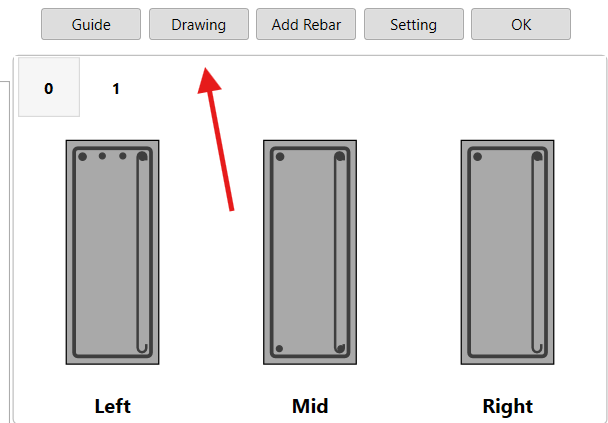 Guide Drawing Add Rebar Setting OK
0 1
Left Mid Right